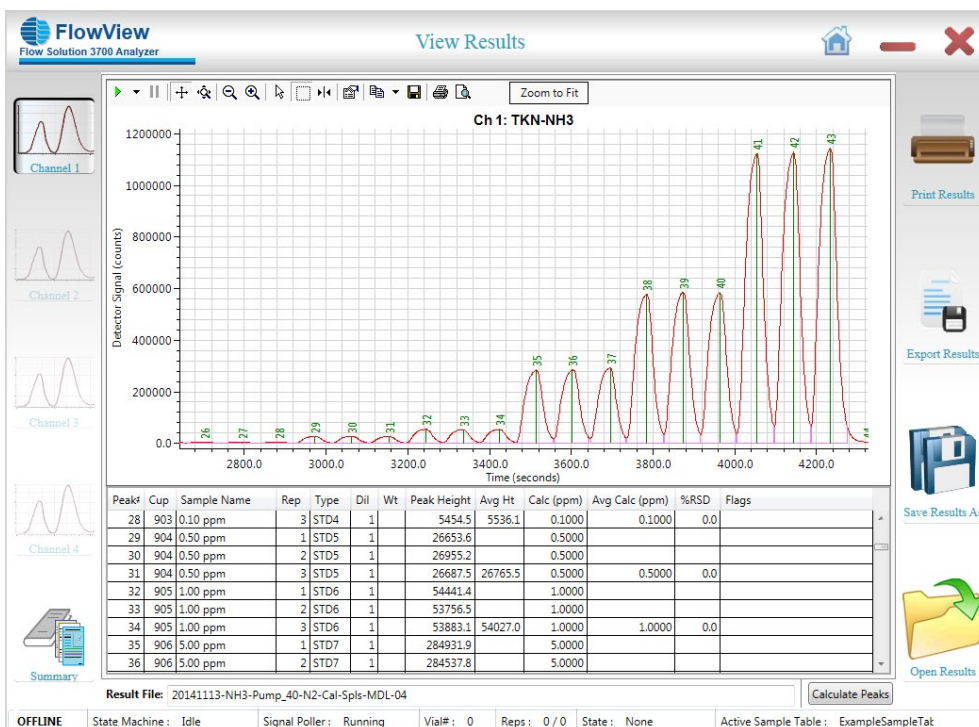 FlowView
Flow Solution 3700 Analyzer
View Results
Channel 1
Channel 2
Channel 3
Channel 4
Summary
Zoom to Fit
Ch 1: TKN-NH3
Detector Signal (counts)
1200000
1000000
800000
600000
400000
200000
0.0
26 27 28 29 30 31 32 33 34 35 36 37 38 39 40 41 42 43 44
2800.0 3000.0 3200.0 3400.0 3600.0 3800.0 4000.0 4200.0
Time (seconds)
Peak# Cup Sample Name Rep Type Dil Wt Peak Height Avg Ht Calc (ppm) Avg Calc (ppm) %RSD Flags
28 903 0.10 ppm 3 STD4 1 5454.5 5536.1 0.1000 0.1000 0.0
29 904 0.50 ppm 1 STD5 1 26653.6 0.5000
30 904 0.50 ppm 2 STD5 1 26955.2 0.5000
31 904 0.50 ppm 3 STD5 1 26687.5 26765.5 0.5000 0.5000 0.0
32 905 1.00 ppm 1 STD6 1 54441.4 1.0000
33 905 1.00 ppm 2 STD6 1 53756.5 1.0000
34 905 1.00 ppm 3 STD6 1 53883.1 54027.0 1.0000 1.0000 0.0
35 906 5.00 ppm 1 STD7 1 284931.9 5.0000
36 906 5.00 ppm 2 STD7 1 284537.8 5.0000
Result File: 20141113-NH3-Pump_40-N2-Cal-Spls-MDL-04
Calculate Peaks
Print Results
Export Results
Save Results As
Open Results
OFFLINE State Machine : Idle Signal Poller : Running Vial# : 0 Reps : 0 / 0 State : None Active Sample Table : ExampleSampleTab